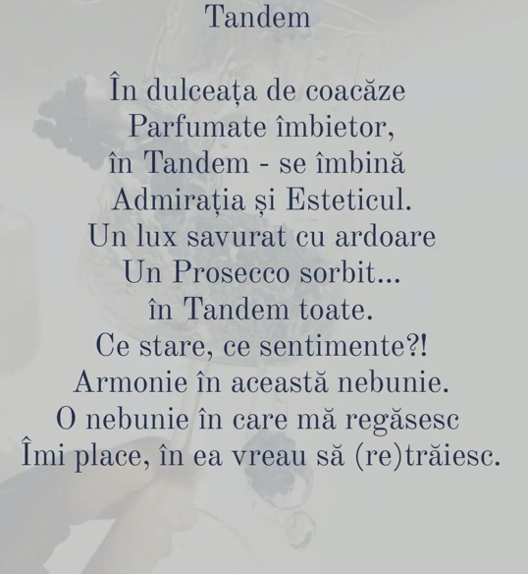 Tandem
În dulceața de coacăze
Parfumate îmbietor,
în Tandem - se îmbină
Admirația și Esteticul.
Un lux savurat cu ardoare
Un Prosecco sorbit...
în Tandem toate.
Ce stare, ce sentimente?!
Armonie în această nebunie.
O nebunie în care mă regăsesc
Îmi place, în ea vreau să (re)trăiesc.